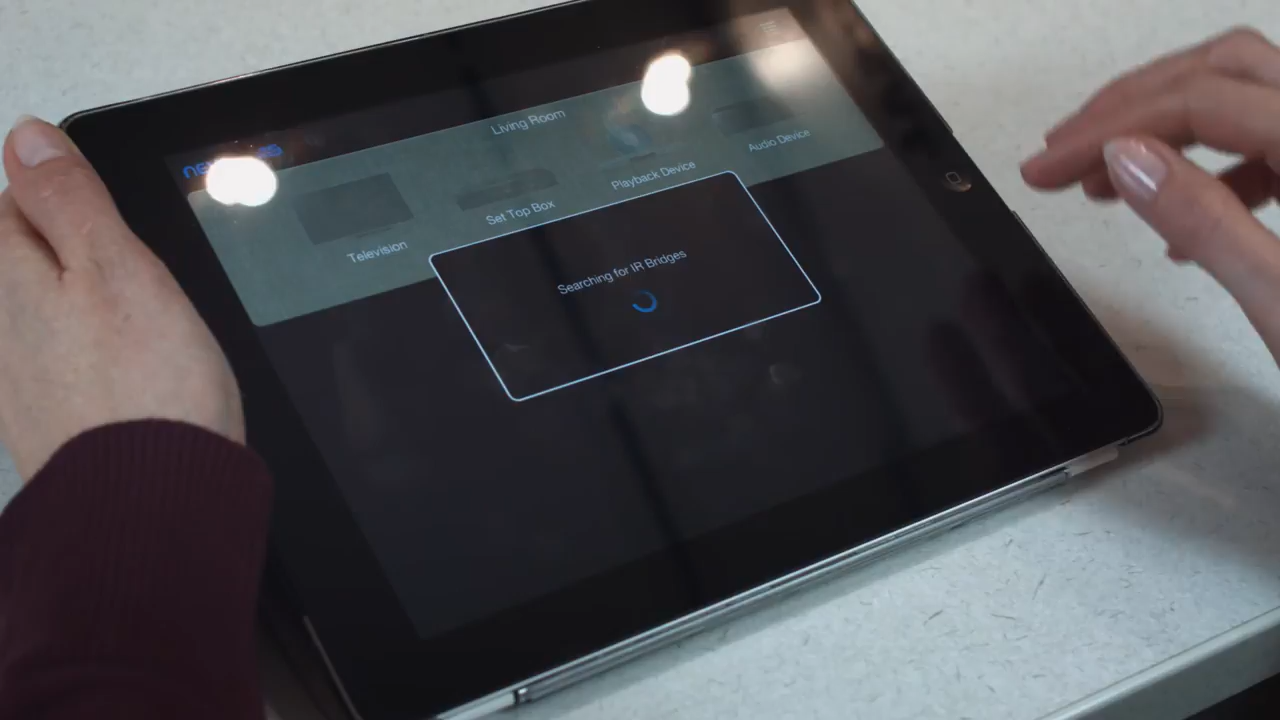 Living Room
Television
Set Top Box
Playback Device
Audio Device
Searching for IR Bridges